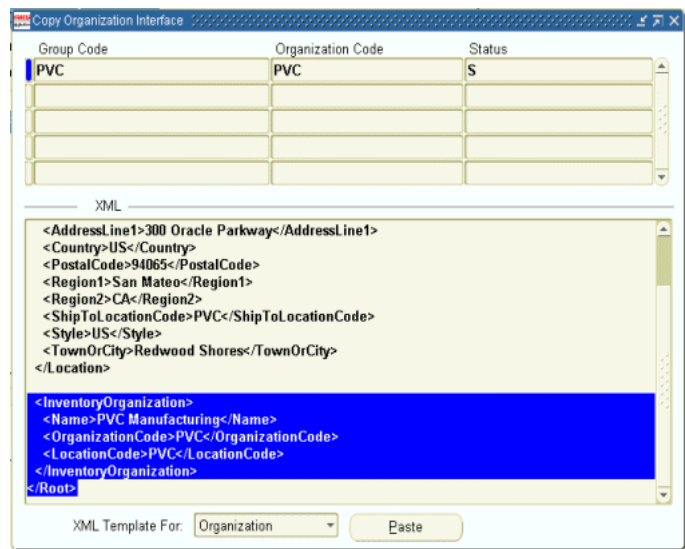 Copy Organization Interface
Group Code Organization Code Status
PVC PVC S
XML
<AddressLine1>300 Oracle Parkway</AddressLine1>
<Country>US</Country>
<PostalCode>94065</PostalCode>
<Region1>San Mateo</Region1>
<Region2>CA</Region2>
<ShipToLocationCode>PVC</ShipToLocationCode>
<Style>US</Style>
<TownOrCity>Redwood Shores</TownOrCity>
</Location>
<InventoryOrganization>
<Name>PVC Manufacturing</Name>
<OrganizationCode>PVC</OrganizationCode>
<LocationCode>PVC</LocationCode>
</InventoryOrganization>
</Root>
XML Template For: Organization Paste